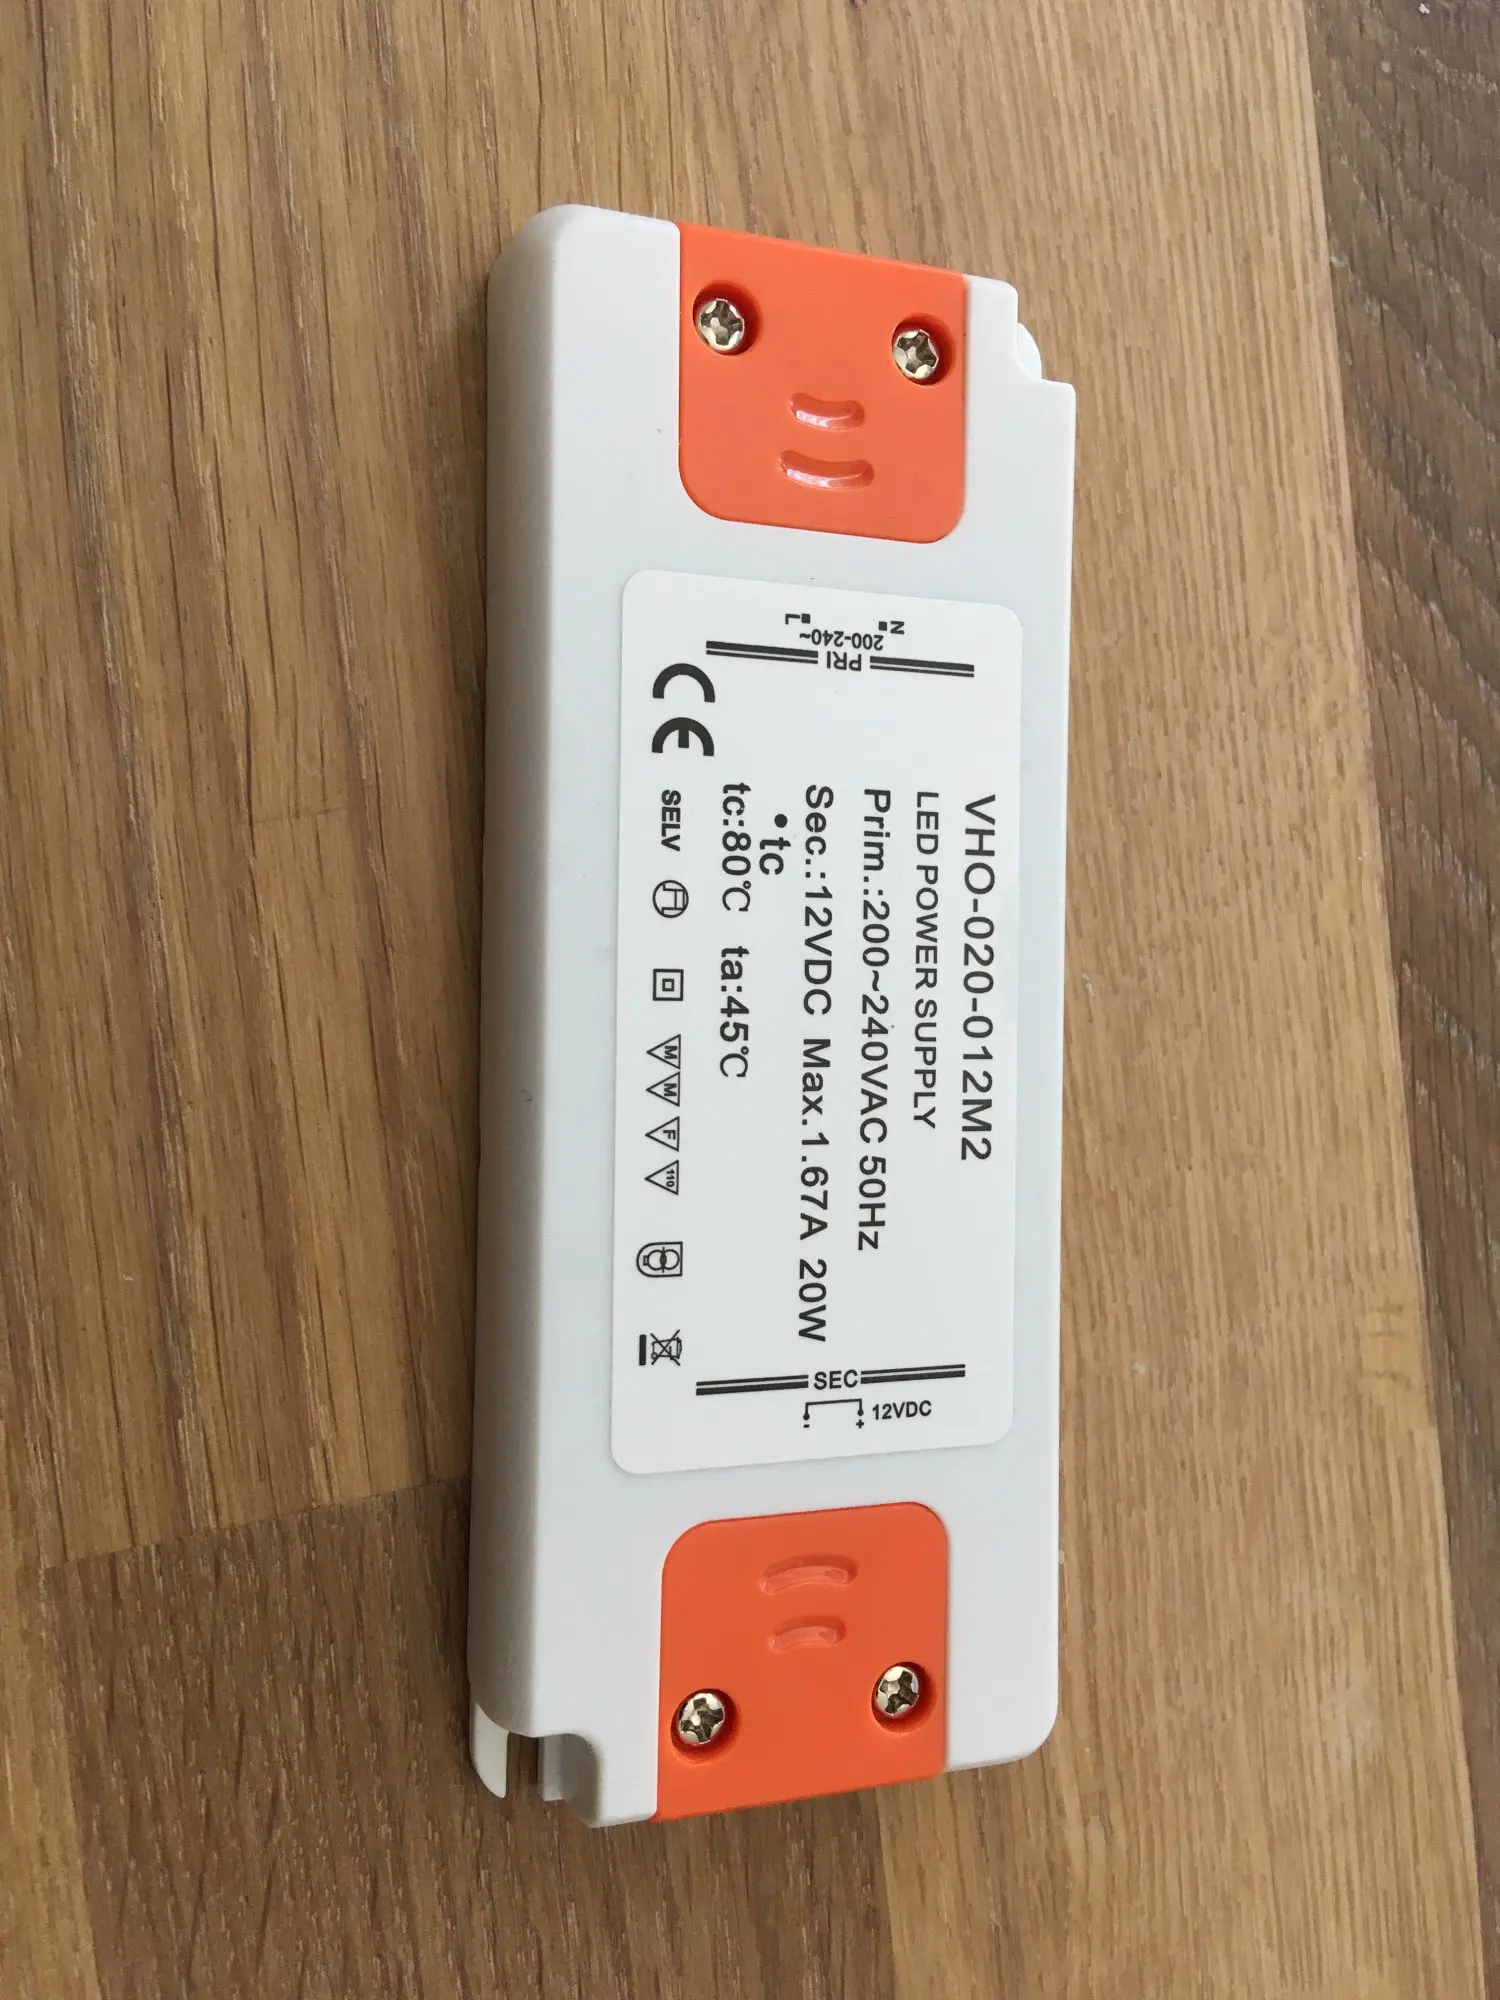 VHO-020-012M2
LED POWER SUPPLY
Prim.:200~240VAC 50Hz
Sec.:12VDC Max.1.67A 20W
•tc
tc:80℃ ta:45℃
CE SELV M M F 110
PRI
200-240~
N
L
SEC
12VDC
+
-